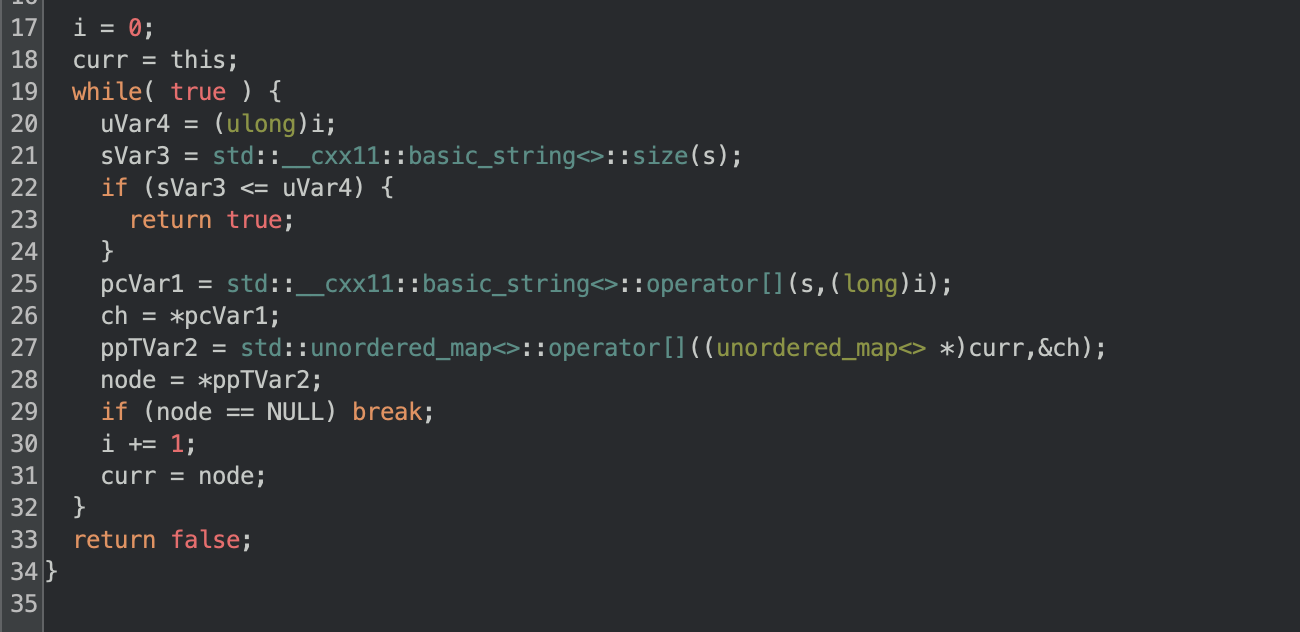 17 i = 0;
18 curr = this;
19 while( true ) {
20 uVar4 = (ulong)i;
21 sVar3 = std::__cxx11::basic_string<>::size(s);
22 if (sVar3 <= uVar4) {
23 return true;
24 }
25 pcVar1 = std::__cxx11::basic_string<>::operator[](s,(long)i);
26 ch = *pcVar1;
27 ppTVar2 = std::unordered_map<>::operator[]((unordered_map<> *)curr,&ch);
28 node = *ppTVar2;
29 if (node == NULL) break;
30 i += 1;
31 curr = node;
32 }
33 return false;
34 }
35